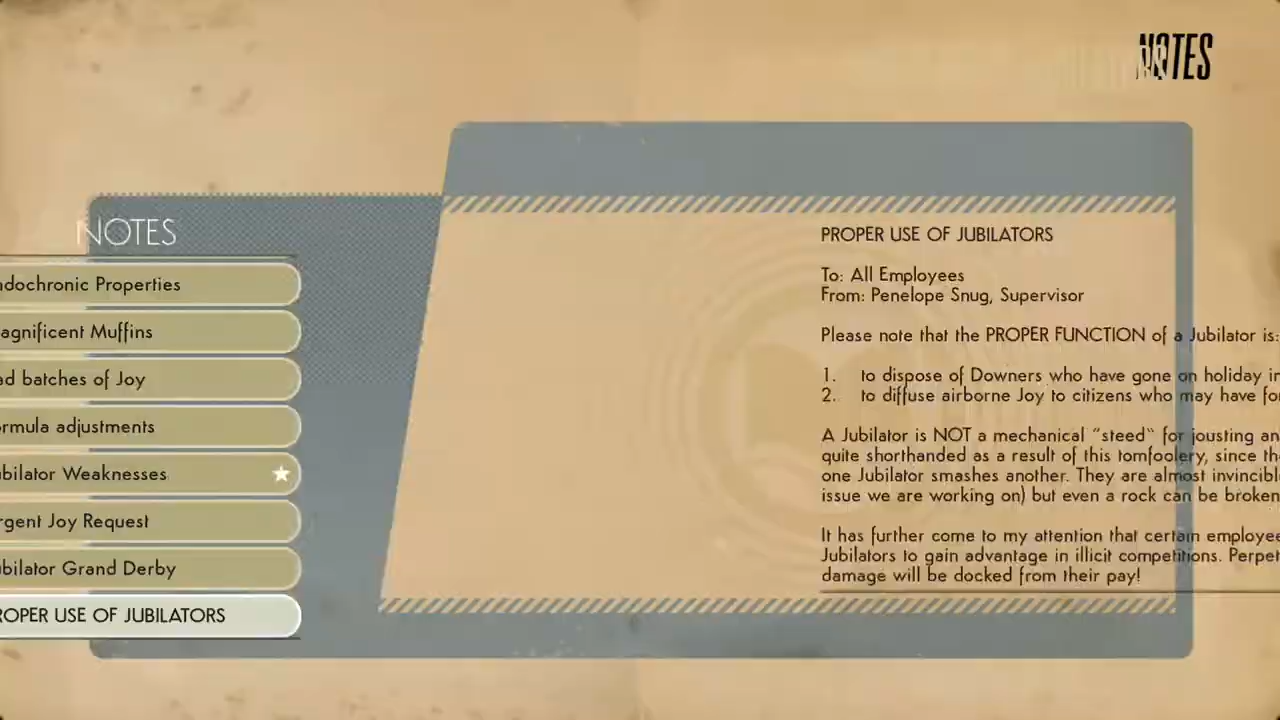 NOTES
NOTES
ndochronic Properties
agnificent Muffins
ad batches of Joy
ormula adjustments
ubilator Weaknesses
rgent Joy Request
ubilator Grand Derby
ROPER USE OF JUBILATORS
PROPER USE OF JUBILATORS
To: All Employees
From: Penelope Snug, Supervisor
Please note that the PROPER FUNCTION of a Jubilator is:
1. to dispose of Downers who have gone on holiday in
2. to diffuse airborne Joy to citizens who may have fo
A Jubilator is NOT a mechanical "steed" for jousting an
quite shorthanded as a result of this tomfoolery, since th
one Jubilator smashes another. They are almost invincibl
issue we are working on) but even a rock can be broken
It has further come to my attention that certain employee
Jubilators to gain advantage in illicit competitions. Perpet
damage will be docked from their pay!